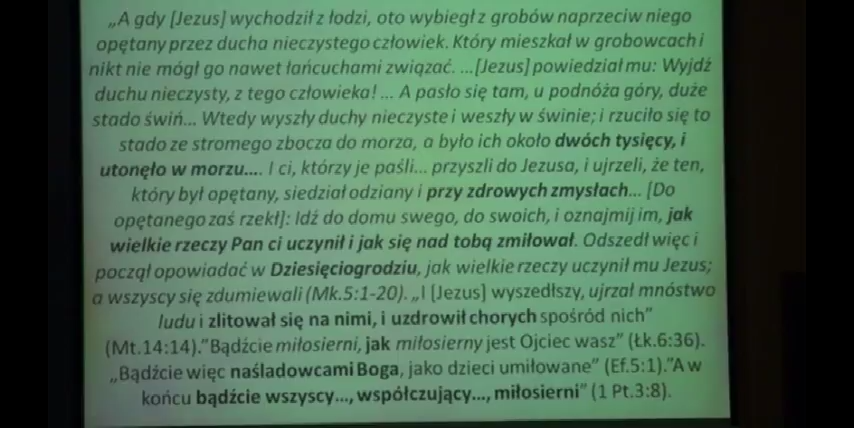 „A gdy [Jezus] wychodził z łodzi, oto wybiegł z grobów naprzeciw niego
opętany przez ducha nieczystego człowiek. Który mieszkał w grobowcach i
nikt nie mógł go nawet łańcuchami związać. ...[Jezus] powiedział mu: Wyjdź
duchu nieczysty, z tego człowieka! ... A pasło się tam, u podnóża góry, duże
stado świń... Wtedy wyszły duchy nieczyste i weszły w świnie; i rzuciło się to
stado ze stromego zbocza do morza, a było ich około dwóch tysięcy, i
utonęło w morzu.... I ci, którzy je paśli... przyszli do Jezusa, i ujrzeli, że ten,
który był opętany, siedział odziany i przy zdrowych zmysłach... [Do
opętanego zaś rzekł]: Idź do domu swego, do swoich, i oznajmij im, jak
wielkie rzeczy Pan ci uczynił i jak się nad tobą zmiłował. Odszedł więc i
począł opowiadać w Dziesięciogrodziu, jak wielkie rzeczy uczynił mu Jezus;
a wszyscy się zdumiewali (Mk.5:1-20). „I [Jezus] wyszedłszy, ujrzał mnóstwo
ludu i zlitował się na nimi, i uzdrowił chorych spośród nich”
(Mt.14:14).”Bądźcie miłosierni, jak miłosierny jest Ojciec wasz” (Łk.6:36).
„Bądźcie więc naśladowcami Boga, jako dzieci umiłowane” (Ef.5:1).”A w
końcu bądźcie wszyscy..., współczujący..., miłosierni” (1 Pt.3:8).